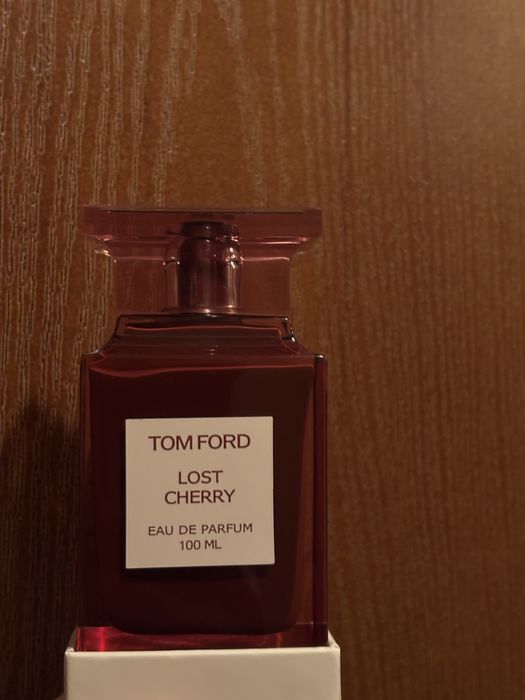 TOM FORD
LOST
CHERRY
EAU DE PARFUM
100 ML